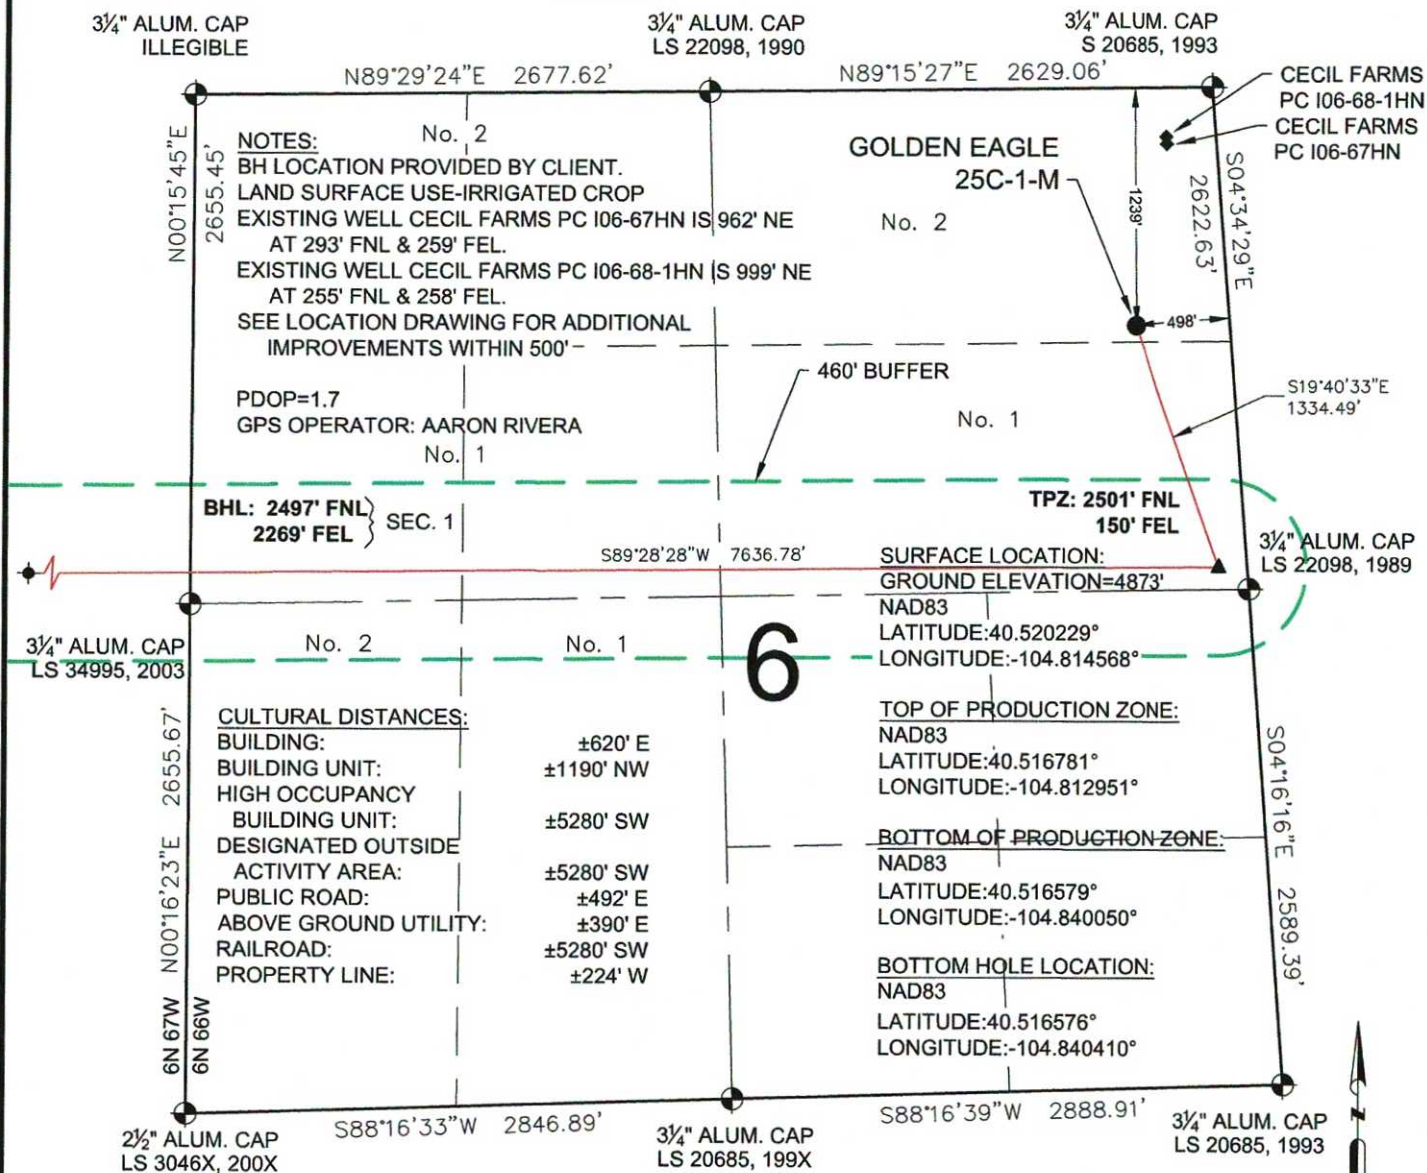 3¼" ALUM. CAP
ILLEGIBLE
3¼" ALUM. CAP
LS 22098, 1990
3¼" ALUM. CAP
S 20685, 1993
N89°29'24"E 2677.62'
N89°15'27"E 2629.06'
CECIL FARMS
PC I06-68-1HN
CECIL FARMS
PC I06-67HN
N00°15'45"E
2655.45'
No. 2
NOTES:
BH LOCATION PROVIDED BY CLIENT.
LAND SURFACE USE-IRRIGATED CROP
EXISTING WELL CECIL FARMS PC I06-67HN IS 962' NE
AT 293' FNL & 259' FEL.
EXISTING WELL CECIL FARMS PC I06-68-1HN IS 999' NE
AT 255' FNL & 258' FEL.
SEE LOCATION DRAWING FOR ADDITIONAL
IMPROVEMENTS WITHIN 500'
PDOP=1.7
GPS OPERATOR: AARON RIVERA
No. 1
GOLDEN EAGLE
25C-1-M
No. 2
1239'
498'
S04°34'29"E
2622.63'
460' BUFFER
S19°40'33"E
1334.49'
No. 1
BHL: 2497' FNL
2269' FEL
SEC. 1
TPZ: 2501' FNL
150' FEL
S89°28'28"W 7636.78'
3¼" ALUM. CAP
LS 22098, 1989
SURFACE LOCATION:
GROUND ELEVATION=4873'
NAD83
LATITUDE:40.520229°
LONGITUDE:-104.814568°
3¼" ALUM. CAP
LS 34995, 2003
No. 2
No. 1
6
TOP OF PRODUCTION ZONE:
NAD83
LATITUDE:40.516781°
LONGITUDE:-104.812951°
CULTURAL DISTANCES:
BUILDING: ±620' E
BUILDING UNIT: ±1190' NW
HIGH OCCUPANCY
BUILDING UNIT: ±5280' SW
DESIGNATED OUTSIDE
ACTIVITY AREA: ±5280' SW
PUBLIC ROAD: ±492' E
ABOVE GROUND UTILITY: ±390' E
RAILROAD: ±5280' SW
PROPERTY LINE: ±224' W
BOTTOM OF PRODUCTION ZONE:
NAD83
LATITUDE:40.516579°
LONGITUDE:-104.840050°
BOTTOM HOLE LOCATION:
NAD83
LATITUDE:40.516576°
LONGITUDE:-104.840410°
N00°16'23"E 2655.67'
S04°16'16"E 2589.39'
6N 67W
6N 66W
S88°16'33"W 2846.89'
S88°16'39"W 2888.91'
2½" ALUM. CAP
LS 3046X, 200X
3¼" ALUM. CAP
LS 20685, 199X
3¼" ALUM. CAP
LS 20685, 1993
N